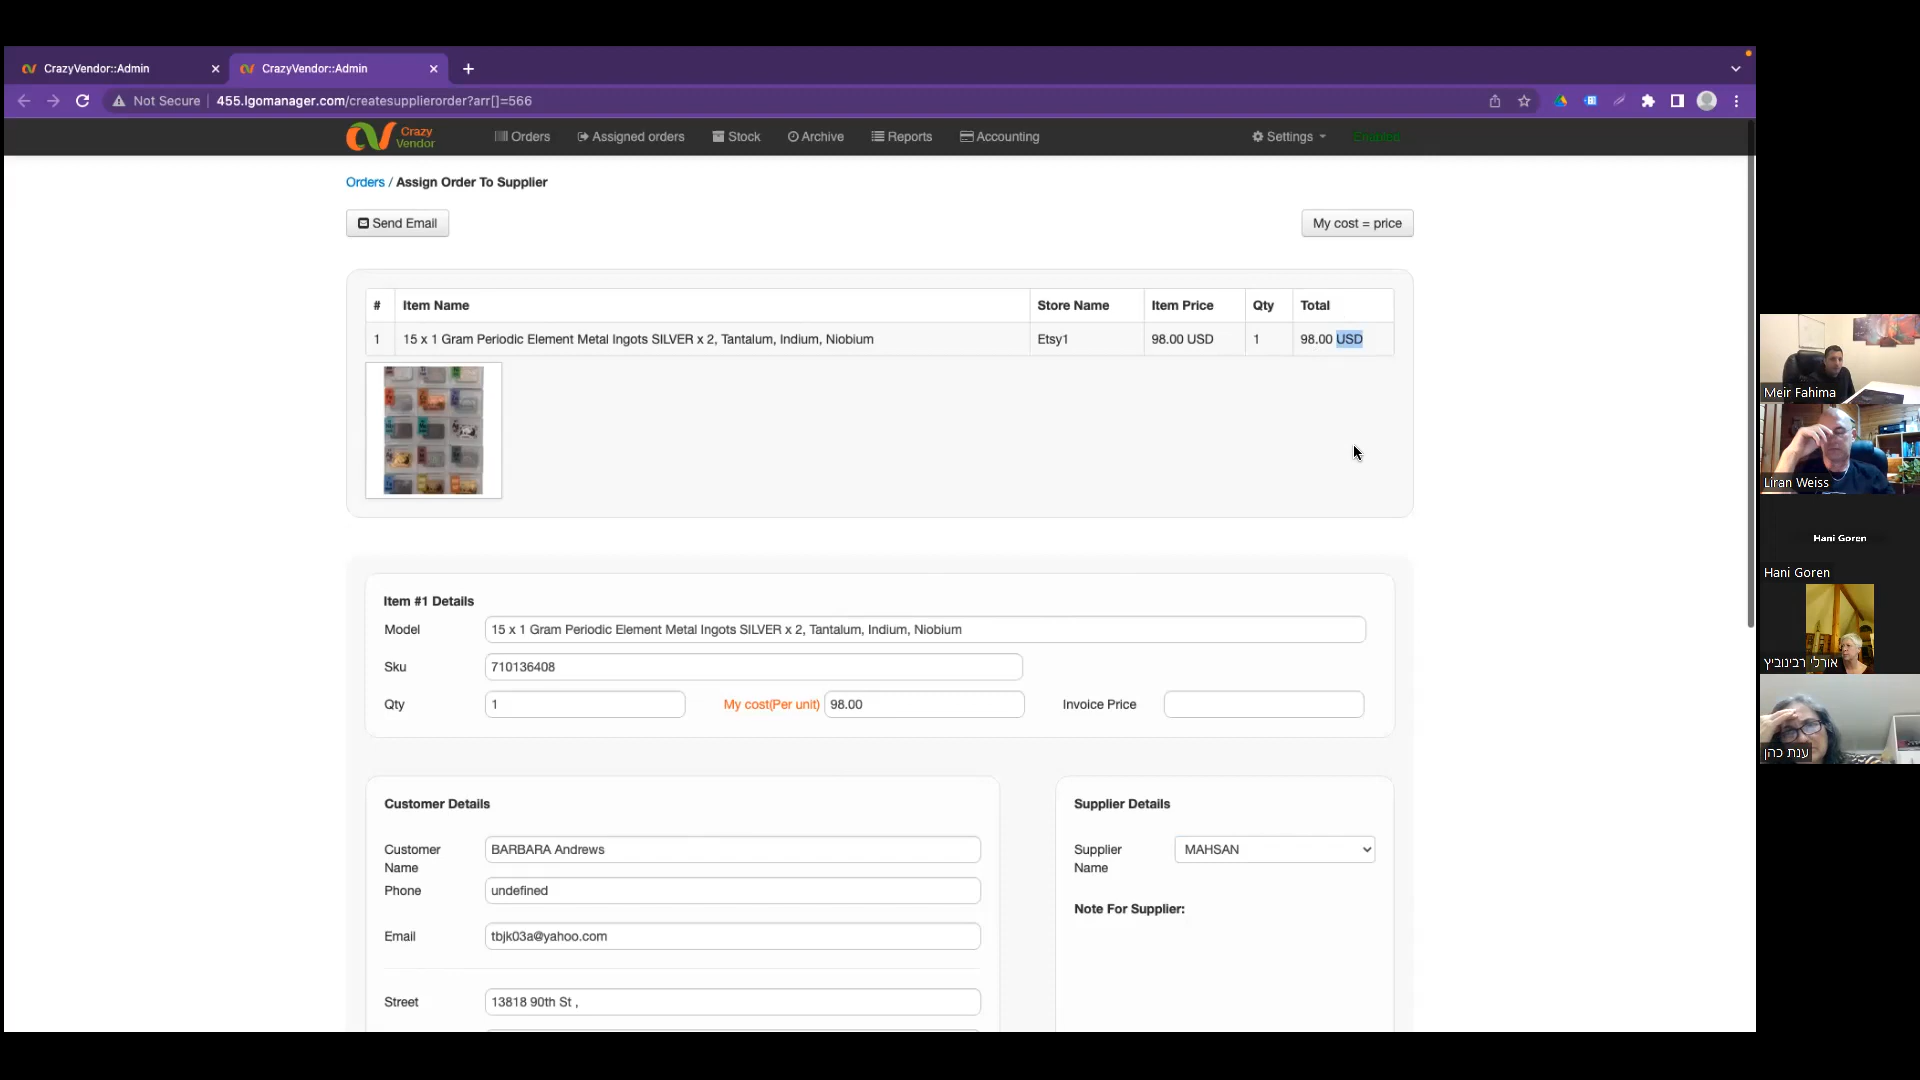 CrazyVendor::Admin
CrazyVendor::Admin
Not Secure
455.lgomanager.com/createsupplierorder?arr[]=566
Crazy
Vendor
Orders
Assigned orders
Stock
Archive
Reports
Accounting
Settings
Enabled
Orders / Assign Order To Supplier
Send Email
My cost = price
# Item Name Store Name Item Price Qty Total
1 15 x 1 Gram Periodic Element Metal Ingots SILVER x 2, Tantalum, Indium, Niobium Etsy1 98.00 USD 1 98.00 USD
Item #1 Details
Model 15 x 1 Gram Periodic Element Metal Ingots SILVER x 2, Tantalum, Indium, Niobium
Sku 710136408
Qty 1 My cost(Per unit) 98.00 Invoice Price
Customer Details
Customer Name BARBARA Andrews
Phone undefined
Email tbjk03a@yahoo.com
Street 13818 90th St ,
Supplier Details
Supplier Name MAHSAN
Note For Supplier:
Meir Fahima
Liran Weiss
Hani Goren
Hani Goren
אורלי רבינוביץ
ענת כהן